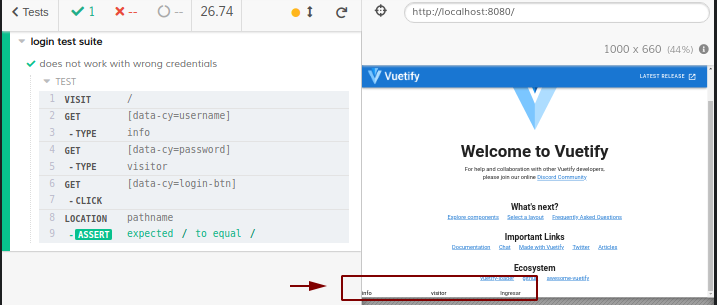 Tests 1 -- -- 26.74
http://localhost:8080/
1000 x 660 (44%)
login test suite
does not work with wrong credentials
TEST
1 VISIT /
2 GET [data-cy=username]
3 - TYPE info
4 GET [data-cy=password]
5 - TYPE visitor
6 GET [data-cy=login-btn]
7 - CLICK
8 LOCATION pathname
9 - ASSERT expected / to equal /
Vuetify LATEST RELEASE
Welcome to Vuetify
For help and collaboration with other Vuetify developers,
please join our online Discord Community
What's next?
Explore components Select a layout Frequently Asked Questions
Important Links
Documentation Chat Made with Vuetify Twitter Articles
Ecosystem
awesome-vuetify
info visitor Ingresar